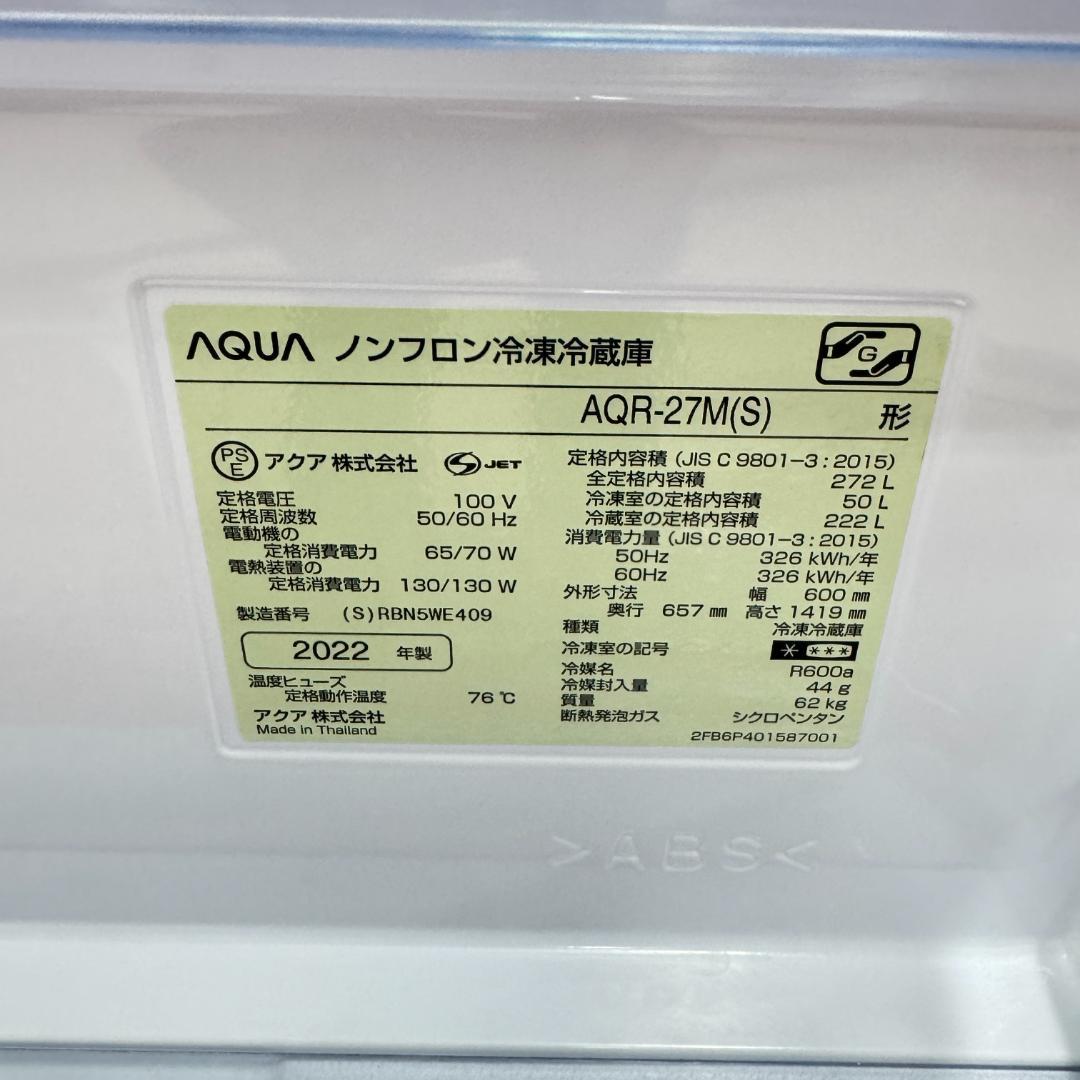 AQUA ノンフロン冷凍冷蔵庫
G
AQR-27M(S) 形
PS E アクア 株式会社 S JET
定格電圧 100 V
定格周波数 50/60 Hz
電動機の
定格消費電力 65/70 W
電熱装置の
定格消費電力 130/130 W
製造番号 (S)RBN5WE409
2022 年製
温度ヒューズ
定格動作温度 76 ℃
アクア 株式会社
Made in Thailand
定格内容積 (JIS C 9801-3 : 2015)
全定格内容積 272 L
冷凍室の定格内容積 50 L
冷蔵室の定格内容積 222 L
消費電力量 (JIS C 9801-3 : 2015)
50Hz 326 kWh/年
60Hz 326 kWh/年
外形寸法 幅 600 mm
奥行 657 mm 高さ 1419 mm
種類 冷凍冷蔵庫
冷凍室の記号 * ***
冷媒名 R600a
冷媒封入量 44 g
質量 62 kg
断熱発泡ガス シクロペンタン
2FB6P401587001
>ABS<